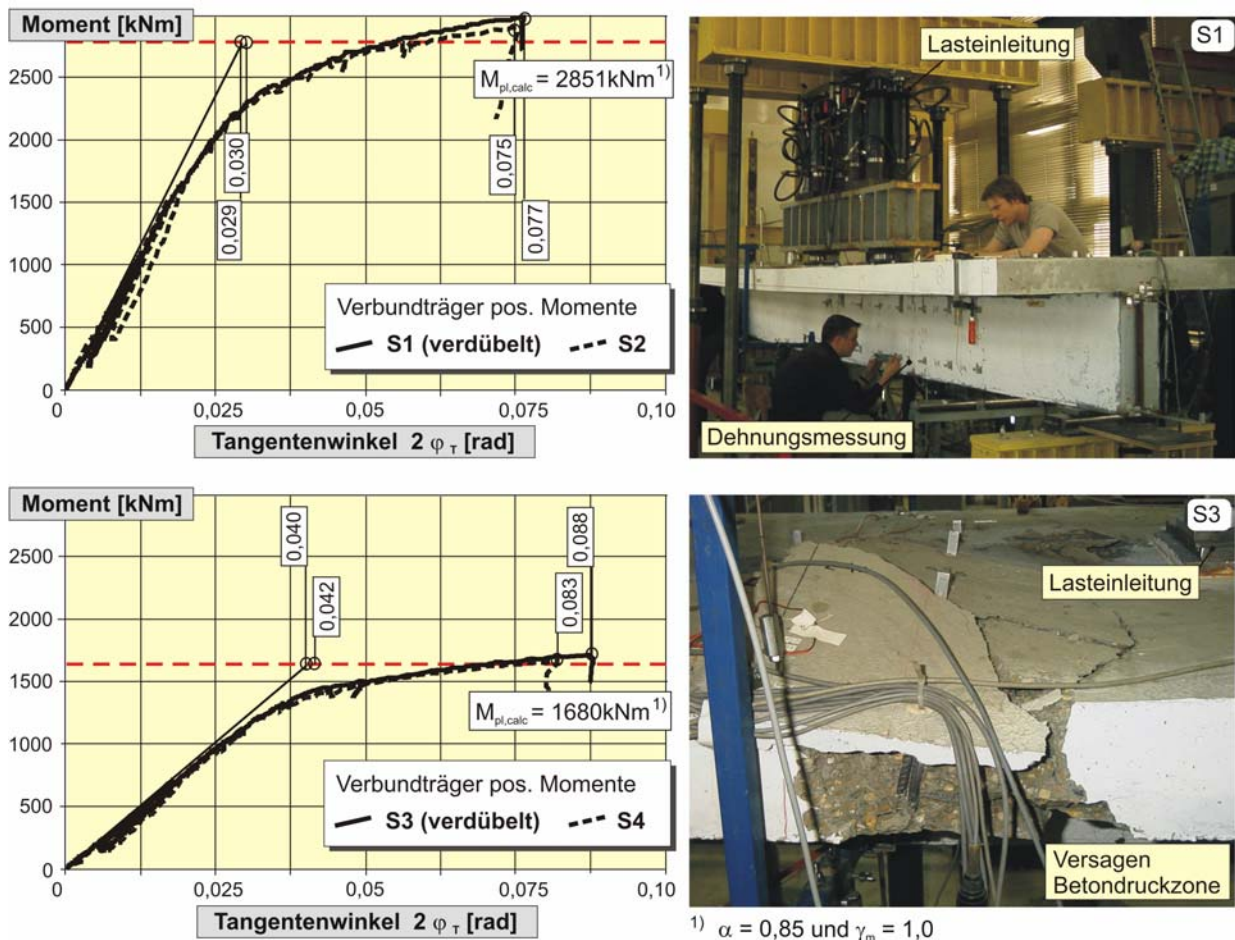 Moment [kNm]
2500
2000
1500
1000
500
0
0
0,025
0,05
0,075
0,10
0,030
0,029
M_pl,calc = 2851kNm 1)
0,075
0,077
Verbundträger pos. Momente
S1 (verdübelt) S2
Tangentenwinkel 2 φ_T [rad]
S1
Lasteinleitung
Dehnungsmessung
Moment [kNm]
2500
2000
1500
1000
500
0
0
0,025
0,05
0,075
0,10
0,040
0,042
0,083
0,088
M_pl,calc = 1680kNm 1)
Verbundträger pos. Momente
S3 (verdübelt) S4
Tangentenwinkel 2 φ_T [rad]
S3
Lasteinleitung
Versagen
Betondruckzone
1) α = 0,85 und γ_m = 1,0